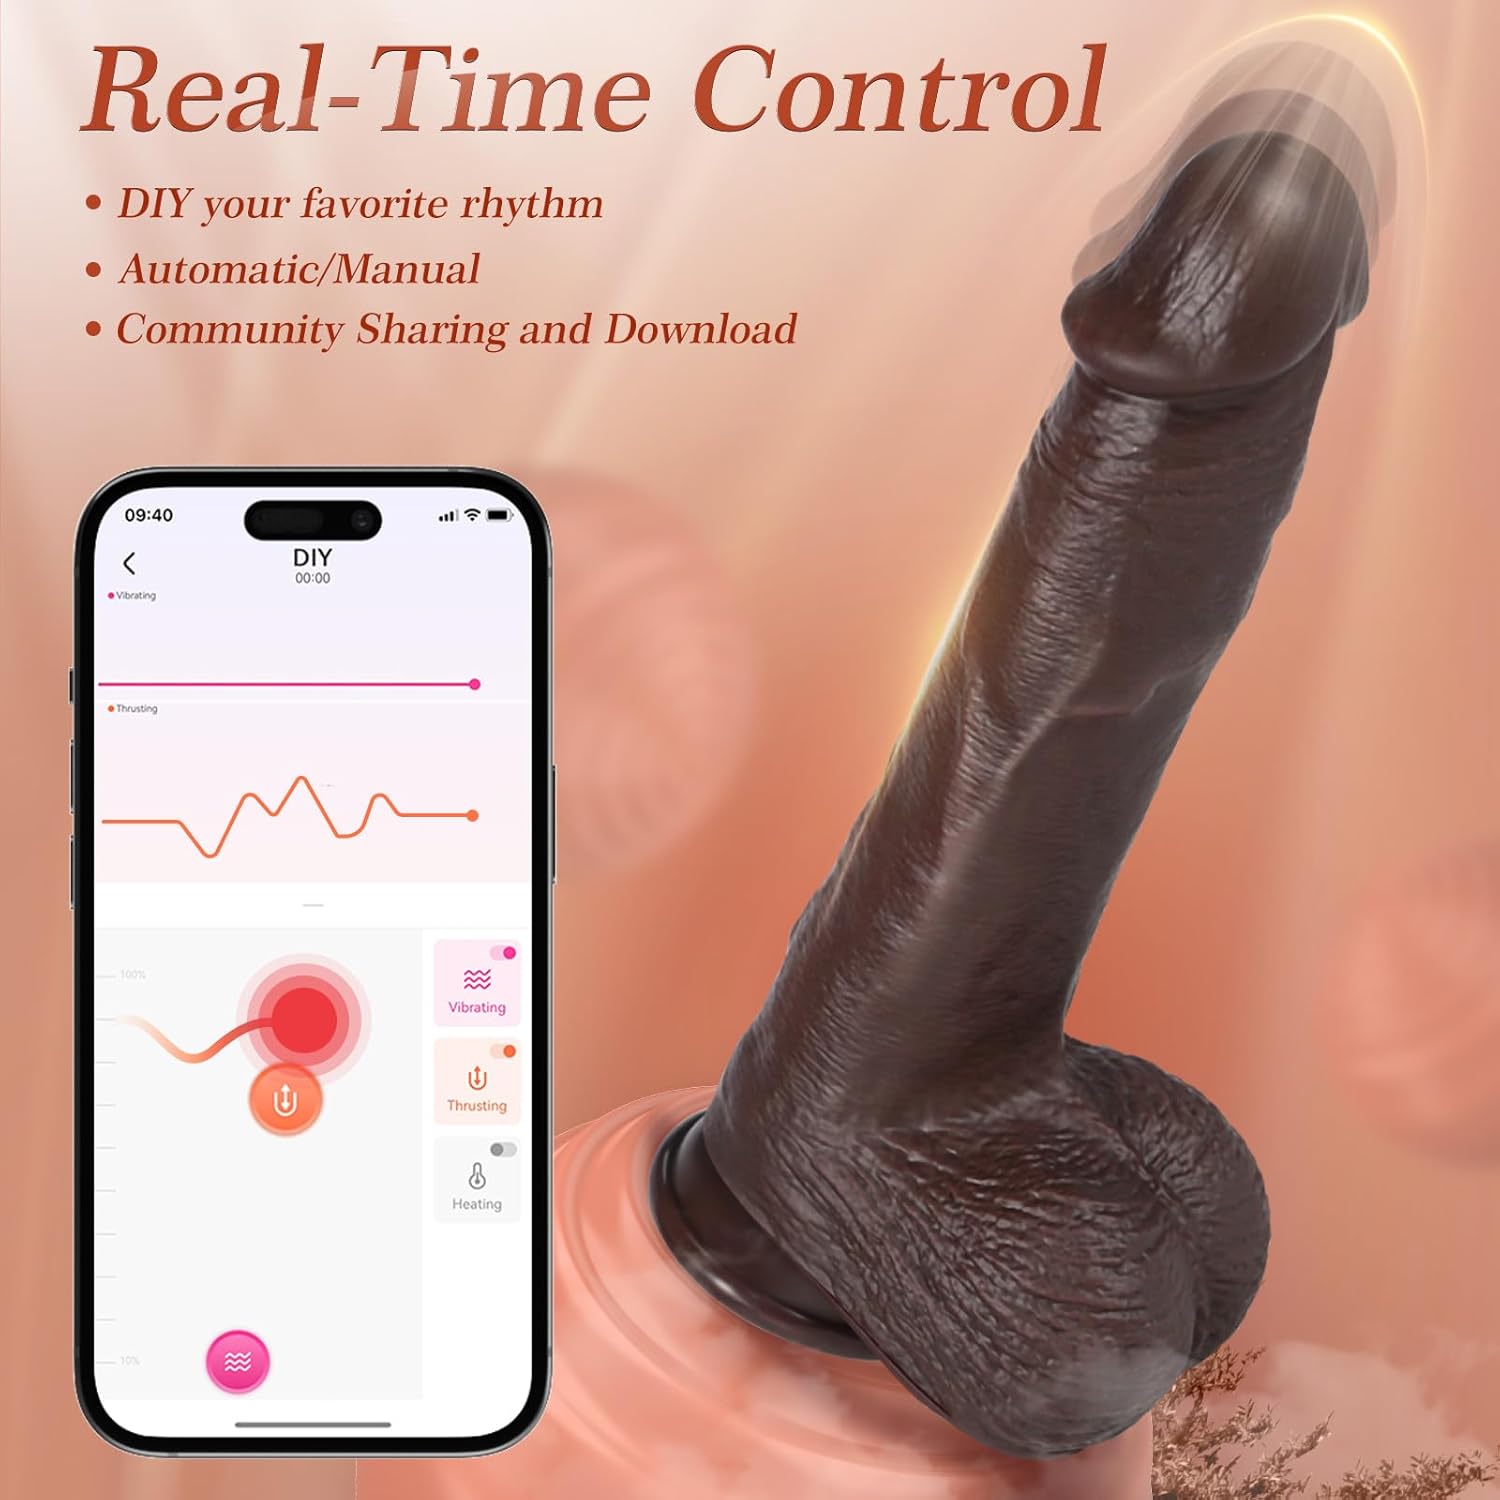 Real-Time Control
• DIY your favorite rhythm
• Automatic/Manual
• Community Sharing and Download
09:40
DIY
00:00
Vibrating
Thrusting
100%
Vibrating
Thrusting
Heating
10%